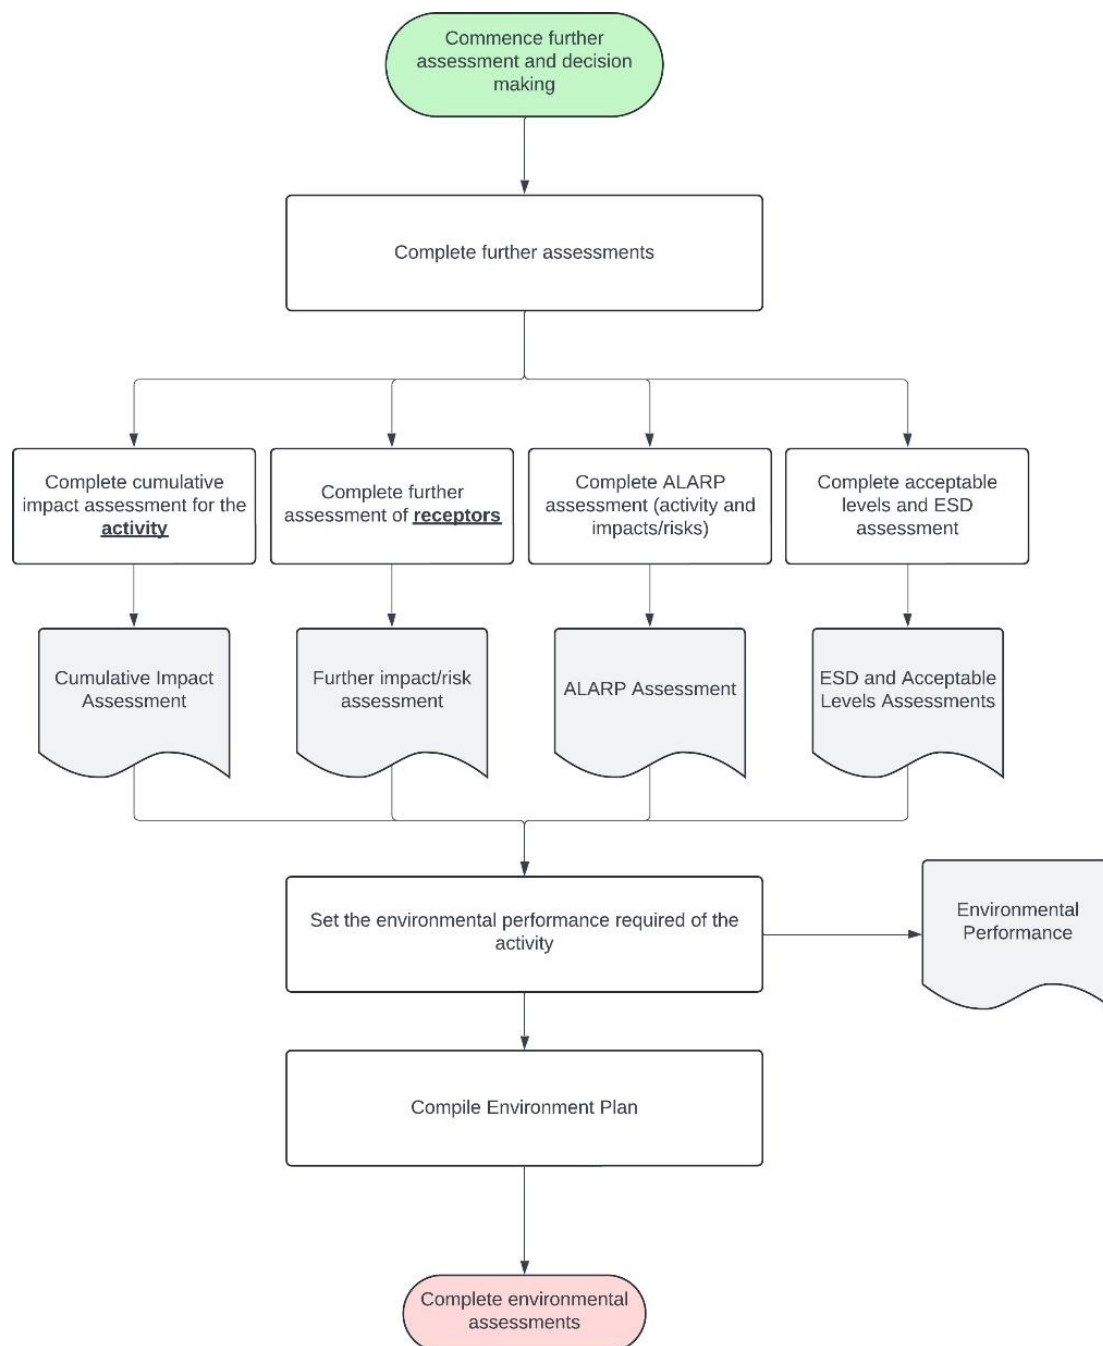 Commence further
assessment and decision
making
Complete further assessments
Complete cumulative
impact assessment for the
activity
Complete further
assessment of receptors
Complete ALARP
assessment (activity and
impacts/risks)
Complete acceptable
levels and ESD
assessment
Cumulative Impact
Assessment
Further impact/risk
assessment
ALARP Assessment
ESD and Acceptable
Levels Assessments
Set the environmental performance required of the
activity
Environmental
Performance
Compile Environment Plan
Complete environmental
assessments